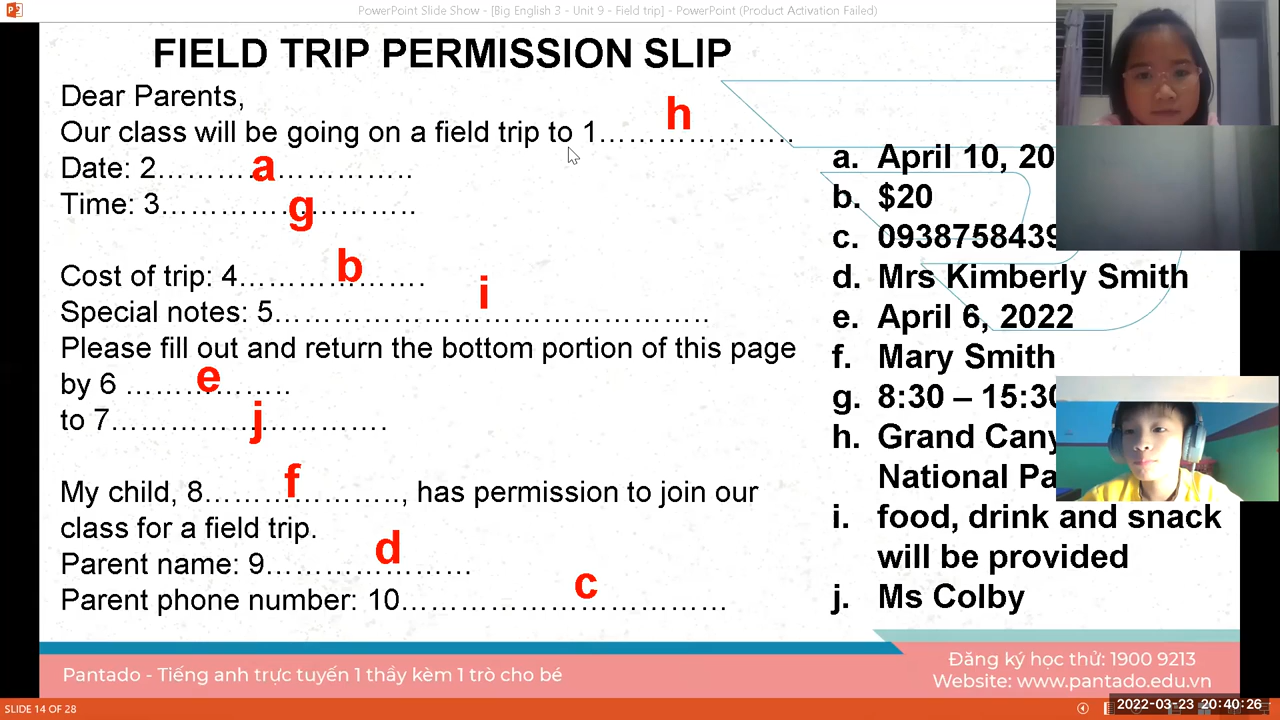 PowerPoint Slide Show - [Big English 3 - Unit 9 - Field trip] - PowerPoint (Product Activation Failed)
FIELD TRIP PERMISSION SLIP
Dear Parents,
Our class will be going on a field trip to 1………h………..
Date: 2………a…………..
Time: 3…………g………..
Cost of trip: 4………b…….
Special notes: 5……………i……………………..
Please fill out and return the bottom portion of this page
by 6 ……e……..
to 7……………j………….
My child, 8………f……….., has permission to join our
class for a field trip.
Parent name: 9…………d………
Parent phone number: 10………………c……………
a. April 10, 20
b. $20
c. 0938758439
d. Mrs Kimberly Smith
e. April 6, 2022
f. Mary Smith
g. 8:30 – 15:30
h. Grand Cany
National Pa
i. food, drink and snack
will be provided
j. Ms Colby
Pantado - Tiếng anh trực tuyến 1 thầy kèm 1 trò cho bé
Đăng ký học thử: 1900 9213
Website: www.pantado.edu.vn
SLIDE 14 OF 28
2022-03-23 20:40:26